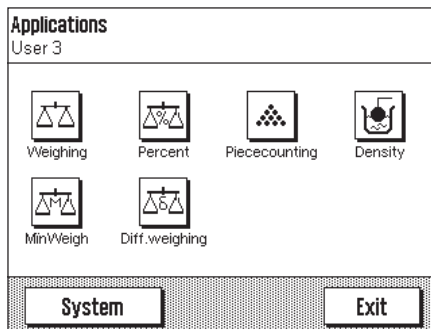 Applications
User 3
Weighing Percent Piececounting Density
MinWeigh Diff.weighing
System Exit